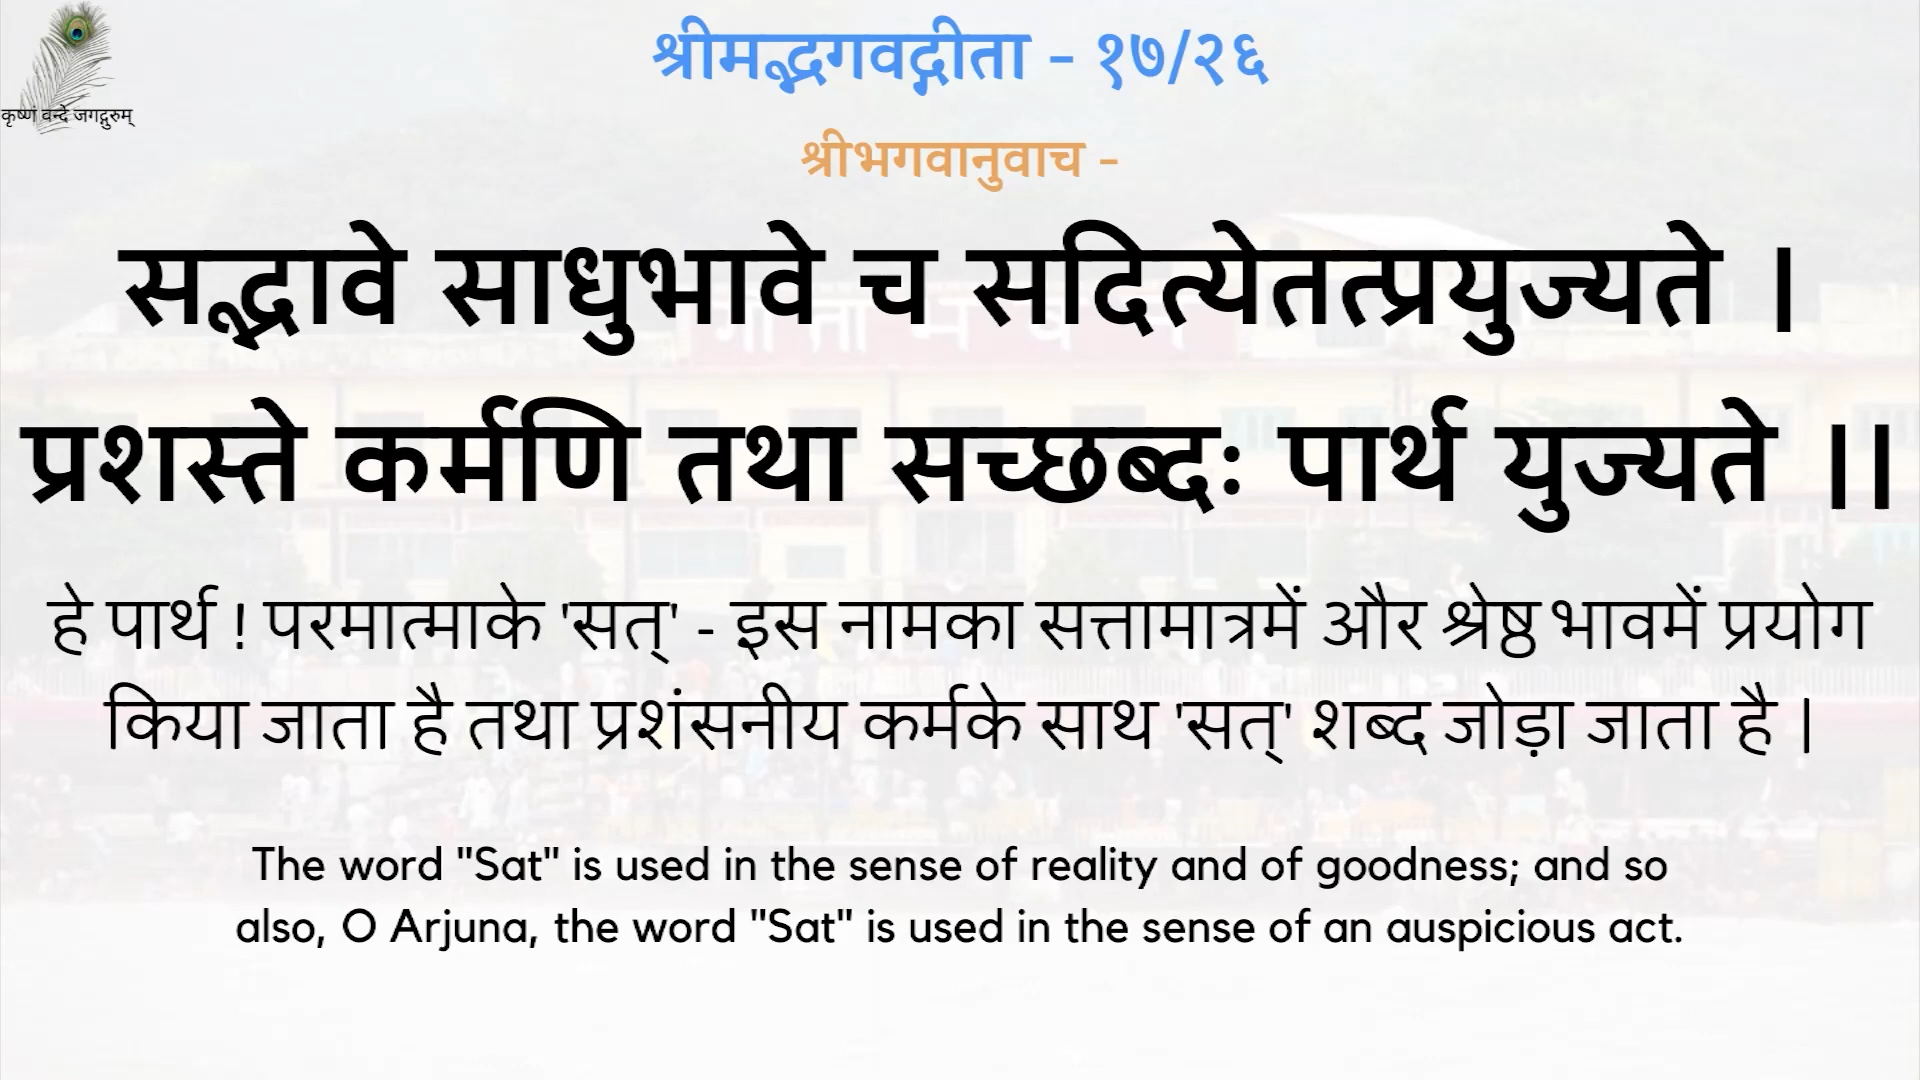 कृष्णं वन्दे जगद्गुरुम्
श्रीमद्भगवद्गीता - १७/२६
श्रीभगवानुवाच -
सद्भावे साधुभावे च सदित्येतत्प्रयुज्यते ।
प्रशस्ते कर्मणि तथा सच्छब्दः पार्थ युज्यते ।।
हे पार्थ ! परमात्माके 'सत्' - इस नामका सत्तामात्रमें और श्रेष्ठ भावमें प्रयोग
किया जाता है तथा प्रशंसनीय कर्मके साथ 'सत्' शब्द जोड़ा जाता है ।
The word "Sat" is used in the sense of reality and of goodness; and so
also, O Arjuna, the word "Sat" is used in the sense of an auspicious act.